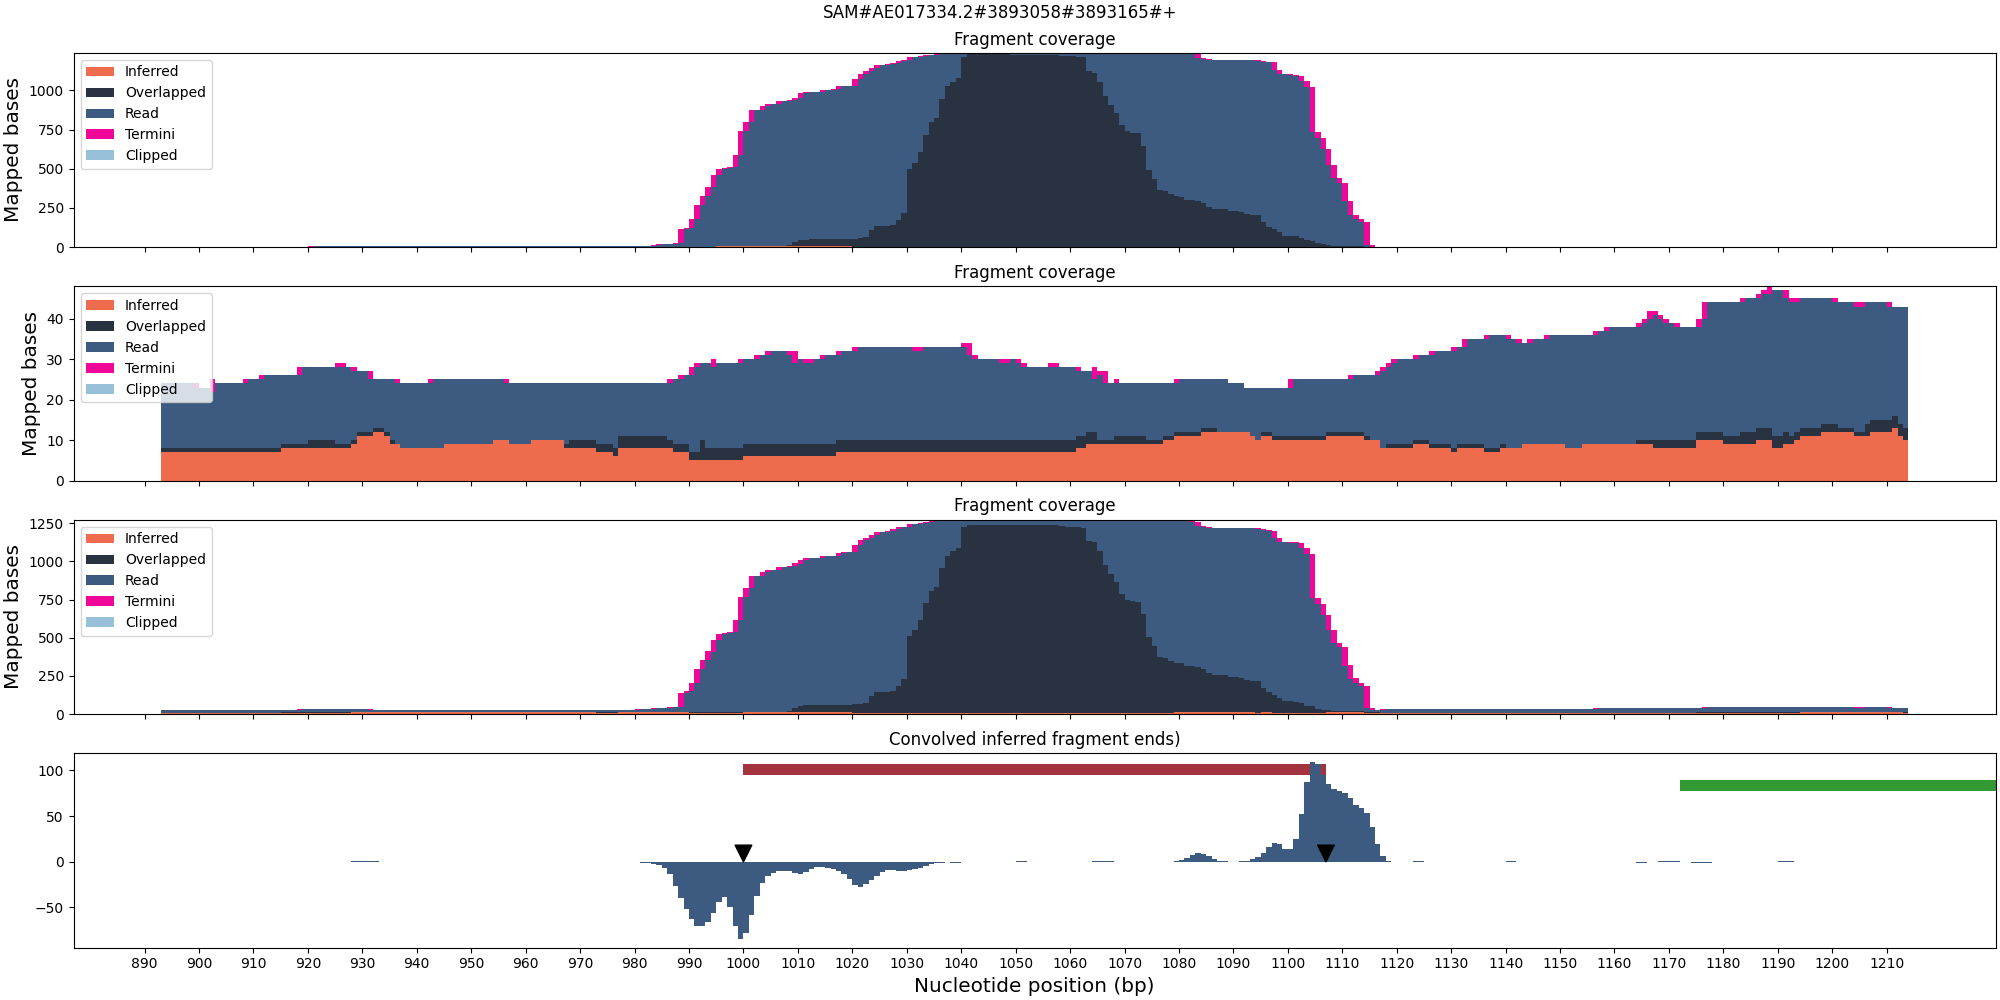 SAM#AE017334.2#3893058#3893165#+
Fragment coverage
Mapped bases
1000
750
500
250
0
Inferred
Overlapped
Read
Termini
Clipped
Fragment coverage
Mapped bases
40
30
20
10
0
Inferred
Overlapped
Read
Termini
Clipped
Fragment coverage
Mapped bases
1250
1000
750
500
250
0
Inferred
Overlapped
Read
Termini
Clipped
Convolved inferred fragment ends)
100
50
0
−50
890 900 910 920 930 940 950 960 970 980 990 1000 1010 1020 1030 1040 1050 1060 1070 1080 1090 1100 1110 1120 1130 1140 1150 1160 1170 1180 1190 1200 1210
Nucleotide position (bp)